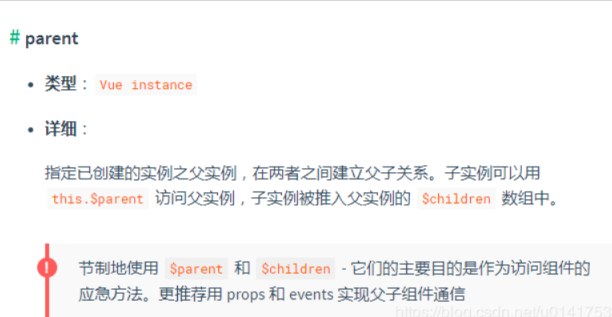 # parent
• 类型：Vue instance
• 详细：
指定已创建的实例之父实例，在两者之间建立父子关系。子实例可以用
this.$parent 访问父实例，子实例被推入父实例的 $children 数组中。
! 节制地使用 $parent 和 $children - 它们的主要目的是作为访问组件的
应急方法。更推荐用 props 和 events 实现父子组件通信
https://blog.csdn.net/u0141753